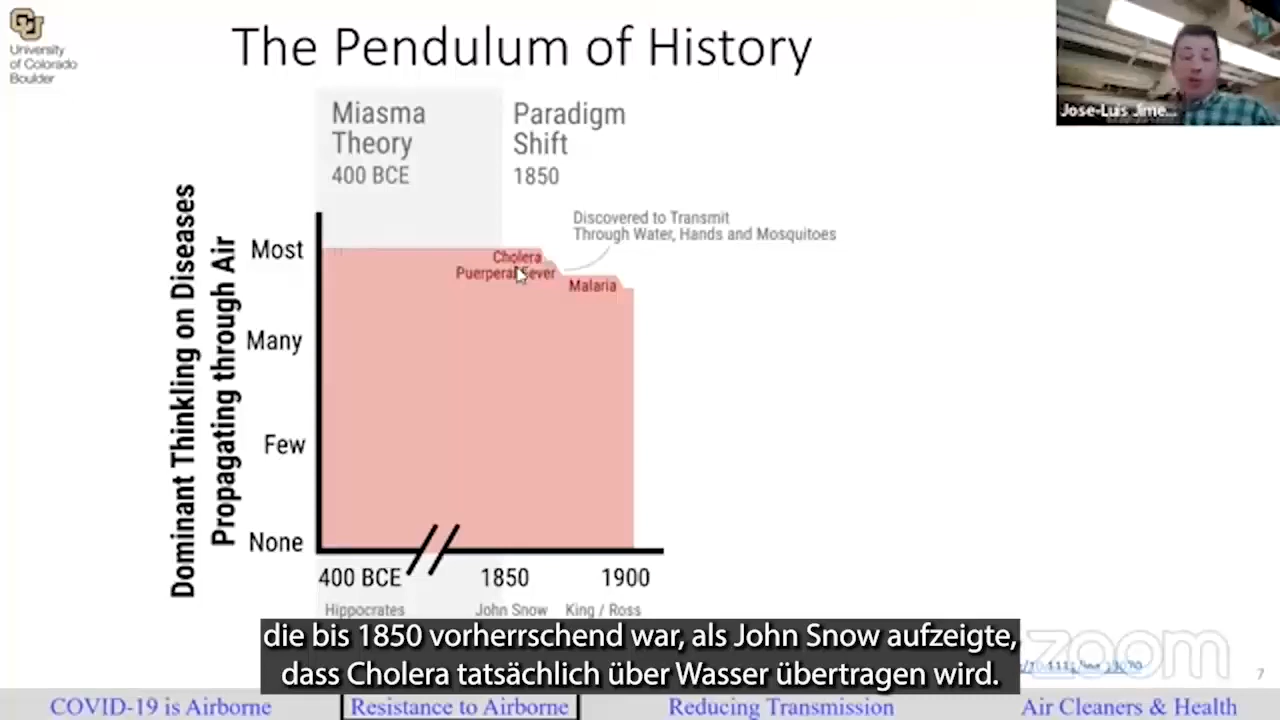 University
of Colorado
Boulder
The Pendulum of History
Jose-Luis Jime...
Miasma
Theory
400 BCE
Paradigm
Shift
1850
Discovered to Transmit
Through Water, Hands and Mosquitoes
Dominant Thinkling on Diseases
Propagating through Air
Most
Many
Few
None
Cholera
Puerperal Fever
Malaria
400 BCE
1850
1900
Hippocrates
John Snow
King / Ross
die bis 1850 vorherrschend war, als John Snow aufzeigte,
dass Cholera tatsächlich über Wasser übertragen wird.
zoom
7
COVID-19 is Airborne
Resistance to Airborne
Reducing Transmission
Air Cleaners & Health